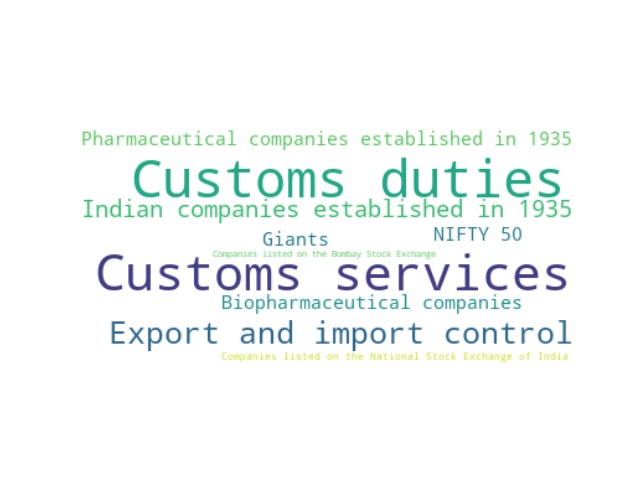 Pharmaceutical companies established in 1935
Customs duties
Indian companies established in 1935
Giants
NIFTY 50
Companies listed on the Bombay Stock Exchange
Customs services
Biopharmaceutical companies
Export and import control
Companies listed on the National Stock Exchange of India